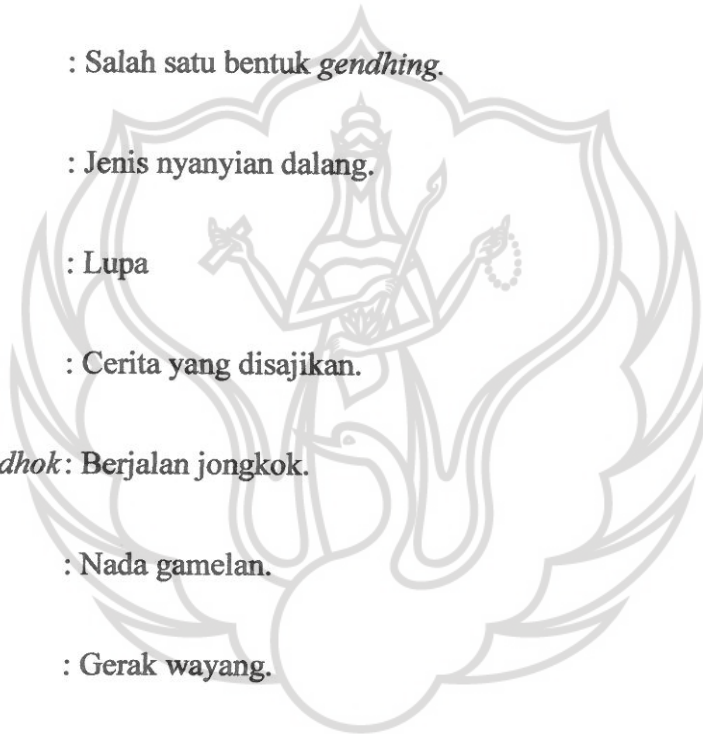 : Salah satu bentuk gendhing.
: Jenis nyanyian dalang.
: Lupa
: Cerita yang disajikan.
dhok: Berjalan jongkok.
: Nada gamelan.
: Gerak wayang.